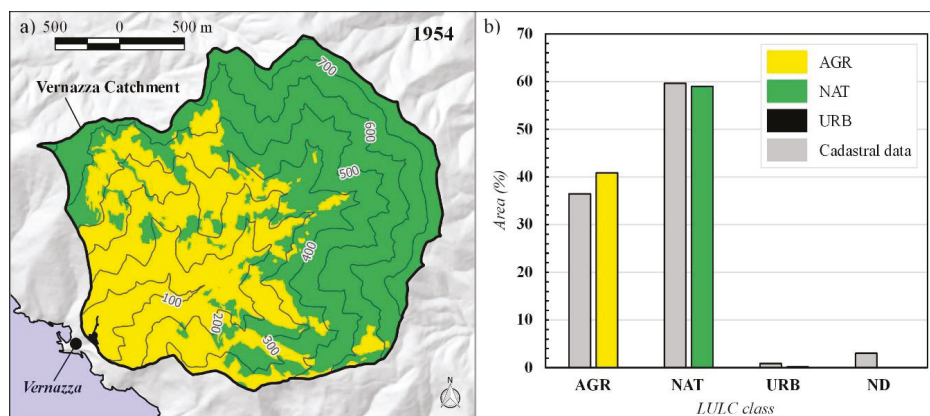 a)
500 0 500 m
1954
Vernazza Catchment
700
600
500
400
100
200
300
Vernazza
N
b)
70
60
50
40
30
20
10
0
Area (%)
AGR
NAT
URB
Cadastral data
AGR NAT URB ND
LULC class